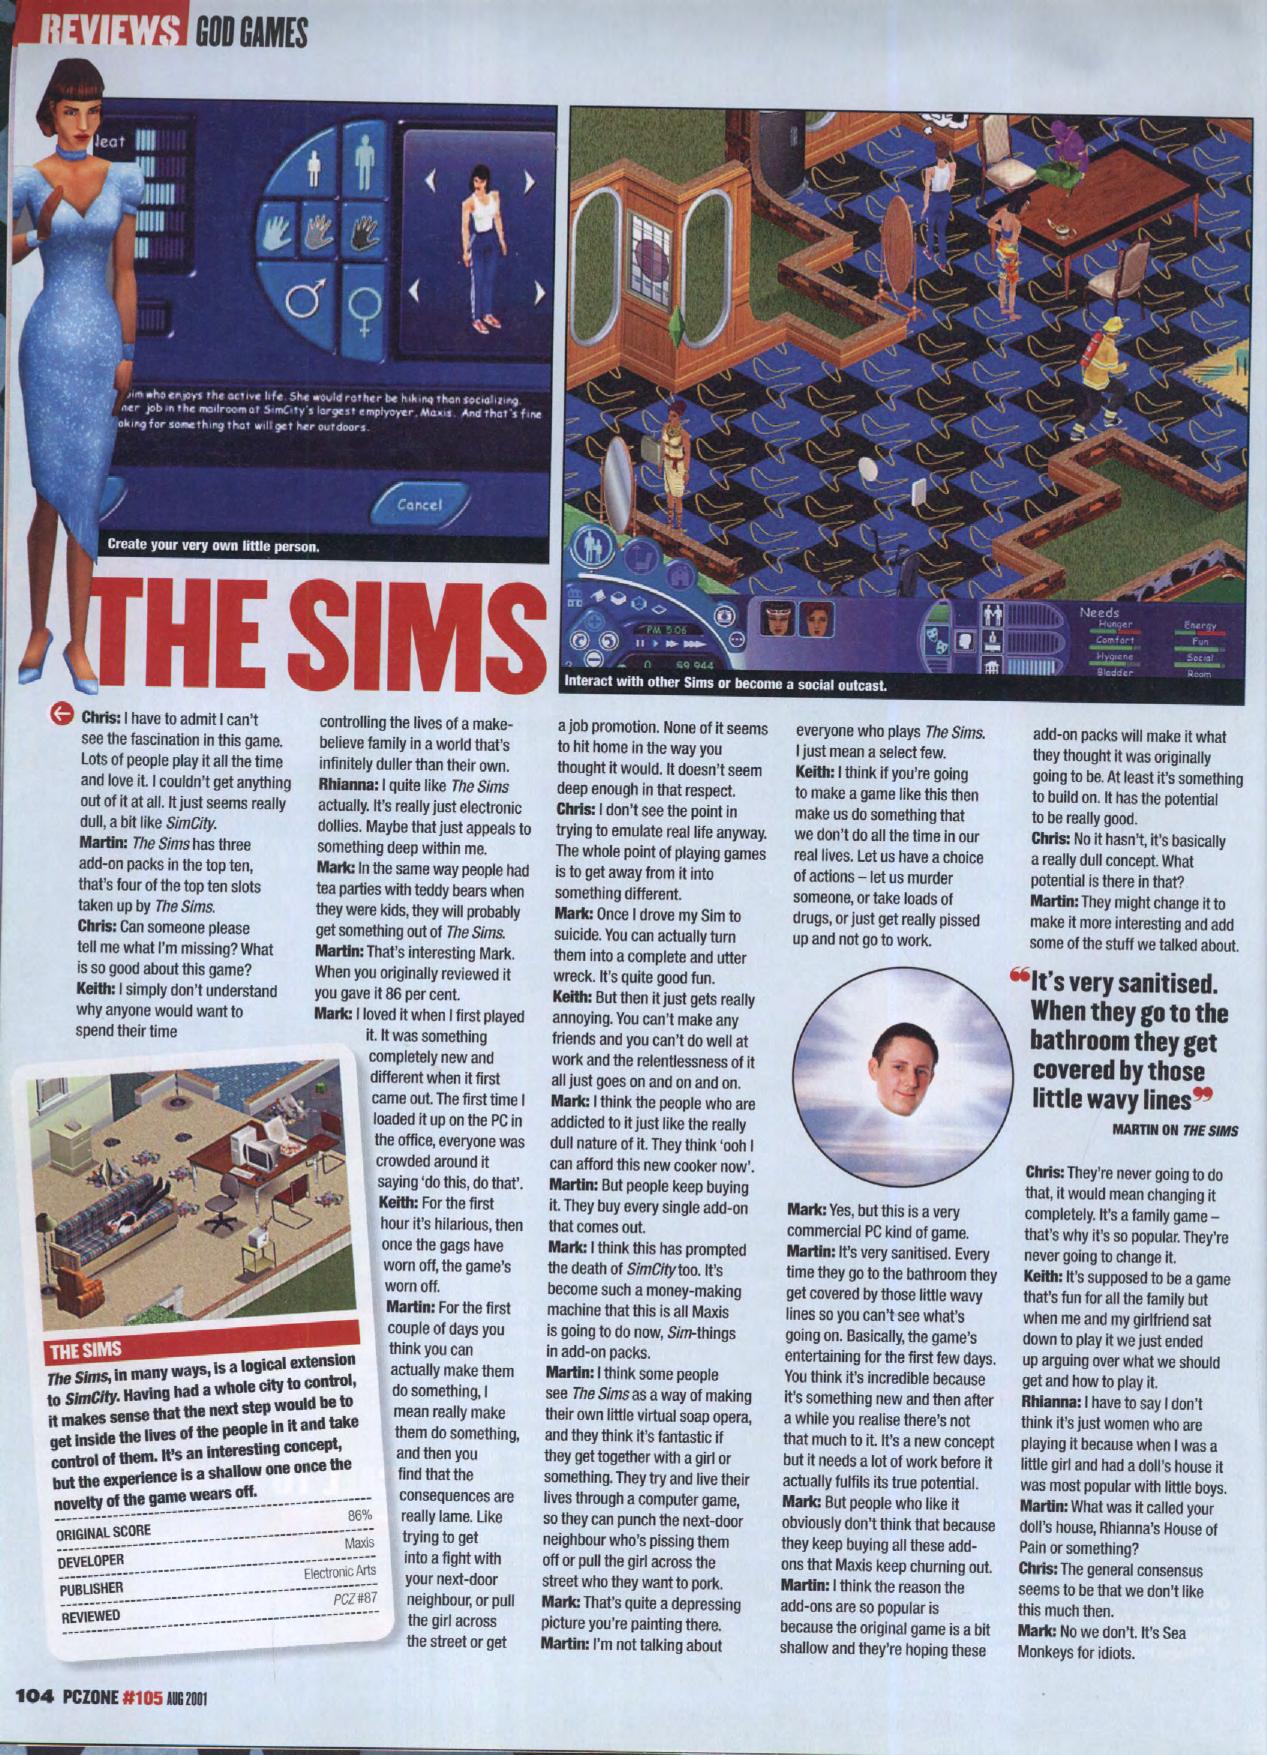 REVIEWS GOD GAMES
leat
who enjoys the active life. She would rather be hiking than socializing.
her job in the mailroom at SimCity's largest emplyoyer, Maxis. And that's fine
oking for something that will get her outdoors.
Cancel
Create your very own little person.
PM 5:06
Needs
Hunger
Energy
Comfort
Fun
Hygiene
Social
Bladder
Room
Interact with other Sims or become a social outcast.
THE SIMS
Chris: I have to admit I can't
see the fascination in this game.
Lots of people play it all the time
and love it. I couldn't get anything
out of it at all. It just seems really
dull, a bit like SimCity.
Martin: The Sims has three
add-on packs in the top ten,
that's four of the top ten slots
taken up by The Sims.
Chris: Can someone please
tell me what I'm missing? What
is so good about this game?
Keith: I simply don't understand
why anyone would want to
spend their time
controlling the lives of a make-
believe family in a world that's
infinitely duller than their own.
Rhianna: I quite like The Sims
actually. It's really just electronic
dollies. Maybe that just appeals to
something deep within me.
Mark: In the same way people had
tea parties with teddy bears when
they were kids, they will probably
get something out of The Sims.
Martin: That's interesting Mark.
When you originally reviewed it
you gave it 86 per cent.
Mark: I loved it when I first played
it. It was something
completely new and
different when it first
came out. The first time I
loaded it up on the PC in
the office, everyone was
crowded around it
saying 'do this, do that'.
Keith: For the first
hour it's hilarious, then
once the gags have
worn off, the game's
worn off.
Martin: For the first
couple of days you
think you can
actually make them
do something, I
mean really make
them do something,
and then you
find that the
consequences are
really lame. Like
trying to get
into a fight with
your next-door
neighbour, or pull
the girl across
the street or get
a job promotion. None of it seems
to hit home in the way you
thought it would. It doesn't seem
deep enough in that respect.
Chris: I don't see the point in
trying to emulate real life anyway.
The whole point of playing games
is to get away from it into
something different.
Mark: Once I drove my Sim to
suicide. You can actually turn
them into a complete and utter
wreck. It's quite good fun.
Keith: But then it just gets really
annoying. You can't make any
friends and you can't do well at
work and the relentlessness of it
all just goes on and on and on.
Mark: I think the people who are
addicted to it just like the really
dull nature of it. They think 'ooh I
can afford this new cooker now'.
Martin: But people keep buying
it. They buy every single add-on
that comes out.
Mark: I think this has prompted
the death of SimCity too. It's
become such a money-making
machine that this is all Maxis
is going to do now, Sim-things
in add-on packs.
Martin: I think some people
see The Sims as a way of making
their own little virtual soap opera,
and they think it's fantastic if
they get together with a girl or
something. They try and live their
lives through a computer game,
so they can punch the next-door
neighbour who's pissing them
off or pull the girl across the
street who they want to pork.
Mark: That's quite a depressing
picture you're painting there.
Martin: I'm not talking about
everyone who plays The Sims.
I just mean a select few.
Keith: I think if you're going
to make a game like this then
make us do something that
we don't do all the time in our
real lives. Let us have a choice
of actions – let us murder
someone, or take loads of
drugs, or just get really pissed
up and not go to work.
Mark: Yes, but this is a very
commercial PC kind of game.
Martin: It's very sanitised. Every
time they go to the bathroom they
get covered by those little wavy
lines so you can't see what's
going on. Basically, the game's
entertaining for the first few days.
You think it's incredible because
it's something new and then after
a while you realise there's not
that much to it. It's a new concept
but it needs a lot of work before it
actually fulfils its true potential.
Mark: But people who like it
obviously don't think that because
they keep buying all these add-
ons that Maxis keep churning out.
Martin: I think the reason the
add-ons are so popular is
because the original game is a bit
shallow and they're hoping these
add-on packs will make it what
they thought it was originally
going to be. At least it's something
to build on. It has the potential
to be really good.
Chris: No it hasn't, it's basically
a really dull concept. What
potential is there in that?
Martin: They might change it to
make it more interesting and add
some of the stuff we talked about.
“It's very sanitised.
When they go to the
bathroom they get
covered by those
little wavy lines”
MARTIN ON THE SIMS
Chris: They're never going to do
that, it would mean changing it
completely. It's a family game –
that's why it's so popular. They're
never going to change it.
Keith: It's supposed to be a game
that's fun for all the family but
when me and my girlfriend sat
down to play it we just ended
up arguing over what we should
get and how to play it.
Rhianna: I have to say I don't
think it's just women who are
playing it because when I was a
little girl and had a doll's house it
was most popular with little boys.
Martin: What was it called your
doll's house, Rhianna's House of
Pain or something?
Chris: The general consensus
seems to be that we don't like
this much then.
Mark: No we don't. It's Sea
Monkeys for idiots.
THE SIMS
The Sims, in many ways, is a logical extension
to SimCity. Having had a whole city to control,
it makes sense that the next step would be to
get inside the lives of the people in it and take
control of them. It's an interesting concept,
but the experience is a shallow one once the
novelty of the game wears off.
ORIGINAL SCORE 86%
DEVELOPER Maxis
PUBLISHER Electronic Arts
REVIEWED PCZ #87
104 PCZONE #105 AUG 2001